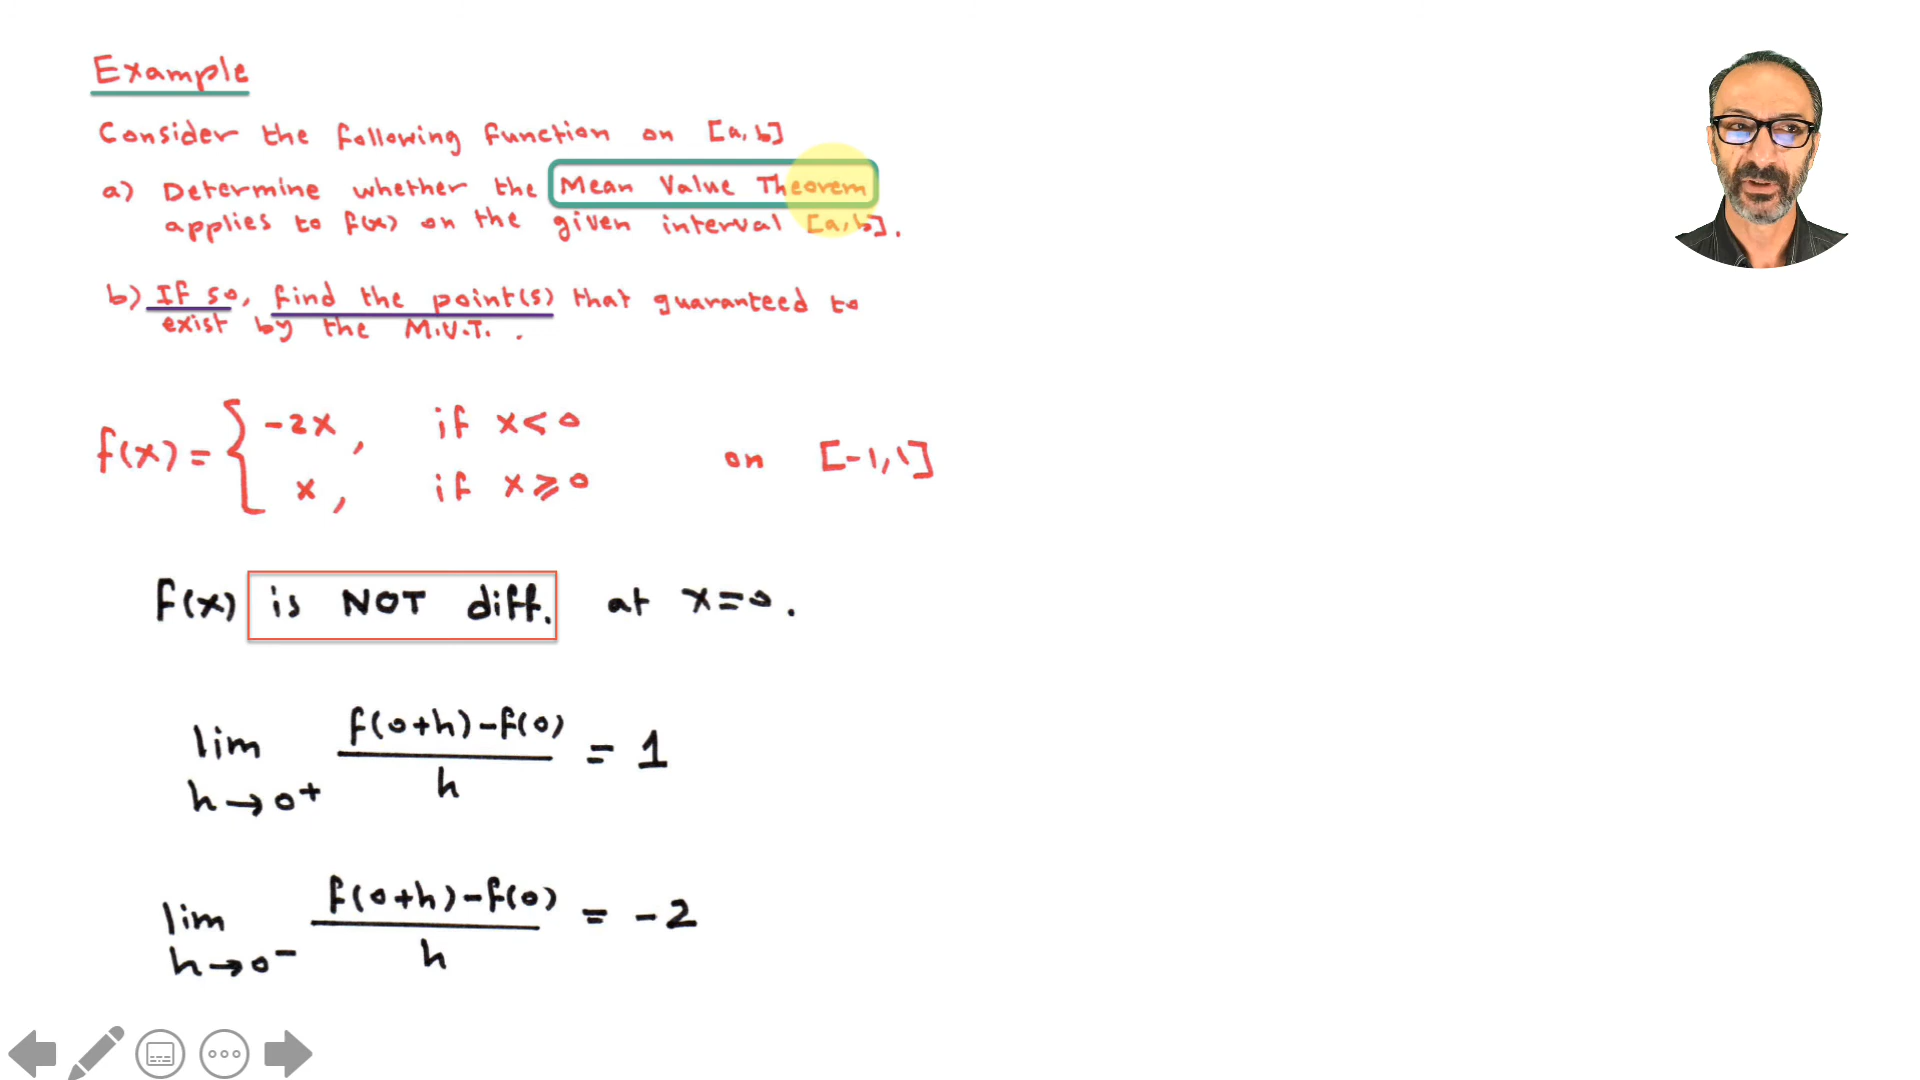 Example
Consider the following function on [a,b]
a) Determine whether the Mean Value Theorem
applies to f(x) on the given interval [a,b].
b) If so, find the point(s) that guaranteed to
exist by the M.V.T. .
f(x) = { -2x, if x<0
x, if x⩾0 on [-1,1]
f(x) is NOT diff. at x=0.
lim h→0+ f(0+h)-f(0) / h = 1
lim h→0- f(0+h)-f(0) / h = -2